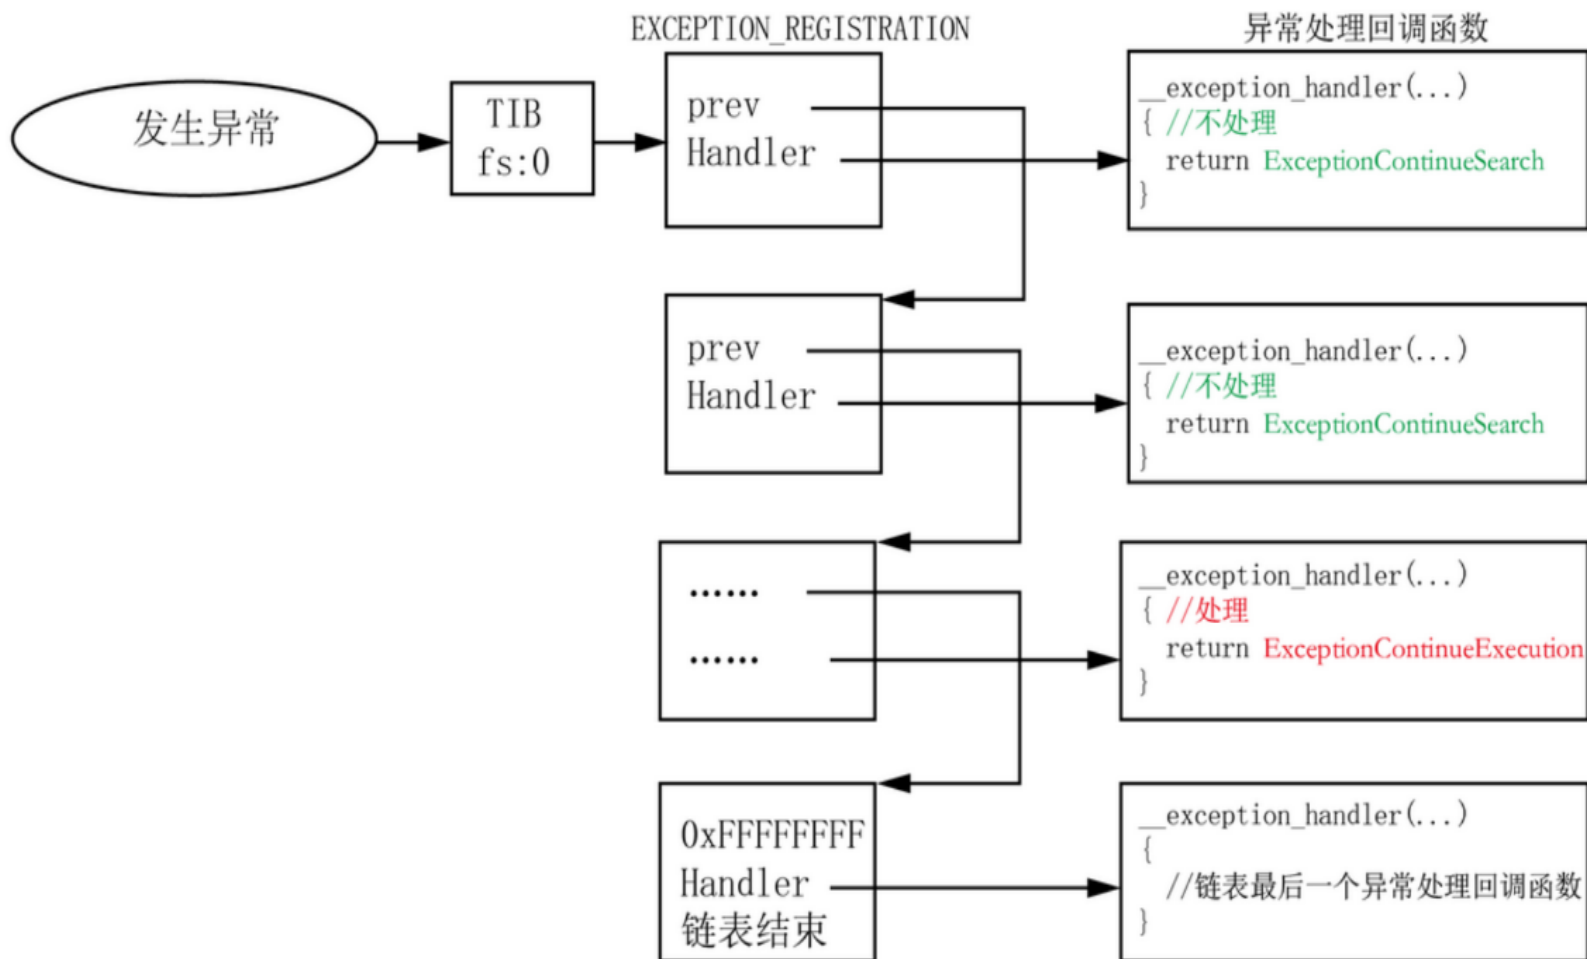 EXCEPTION_REGISTRATION
异常处理回调函数
发生异常
TIB
fs:0
prev
Handler
__exception_handler(...)
{ //不处理
return ExceptionContinueSearch
}
prev
Handler
__exception_handler(...)
{ //不处理
return ExceptionContinueSearch
}
……
……
__exception_handler(...)
{ //处理
return ExceptionContinueExecution
}
0xFFFFFFFF
Handler
链表结束
__exception_handler(...)
{
//链表最后一个异常处理回调函数
}